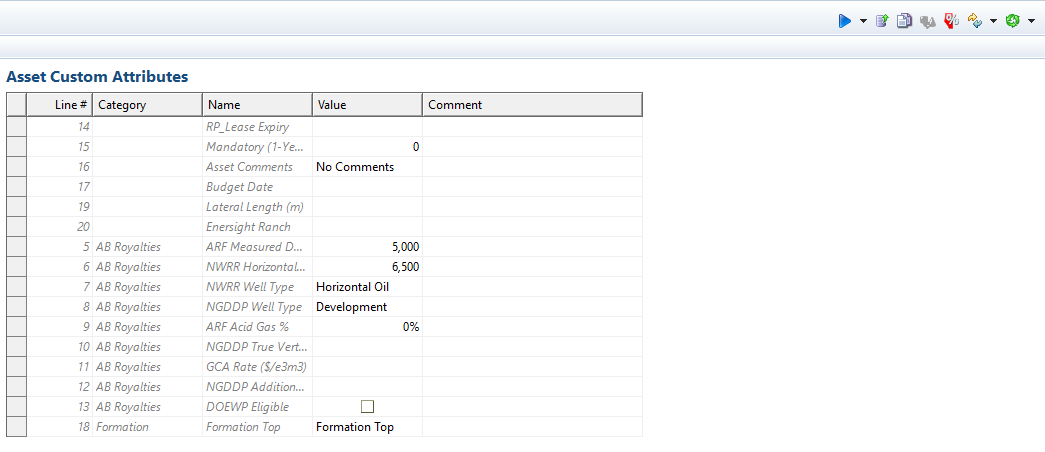 Asset Custom Attributes
Line # Category Name Value Comment
14 RP_Lease Expiry
15 Mandatory (1-Ye... 0
16 Asset Comments No Comments
17 Budget Date
19 Lateral Length (m)
20 Enersight Ranch
5 AB Royalties ARF Measured D... 5,000
6 AB Royalties NWRR Horizontal... 6,500
7 AB Royalties NWRR Well Type Horizontal Oil
8 AB Royalties NGDDP Well Type Development
9 AB Royalties ARF Acid Gas % 0%
10 AB Royalties NGDDP True Vert...
11 AB Royalties GCA Rate ($/e3m3)
12 AB Royalties NGDDP Addition...
13 AB Royalties DOEWP Eligible
18 Formation Formation Top Formation Top